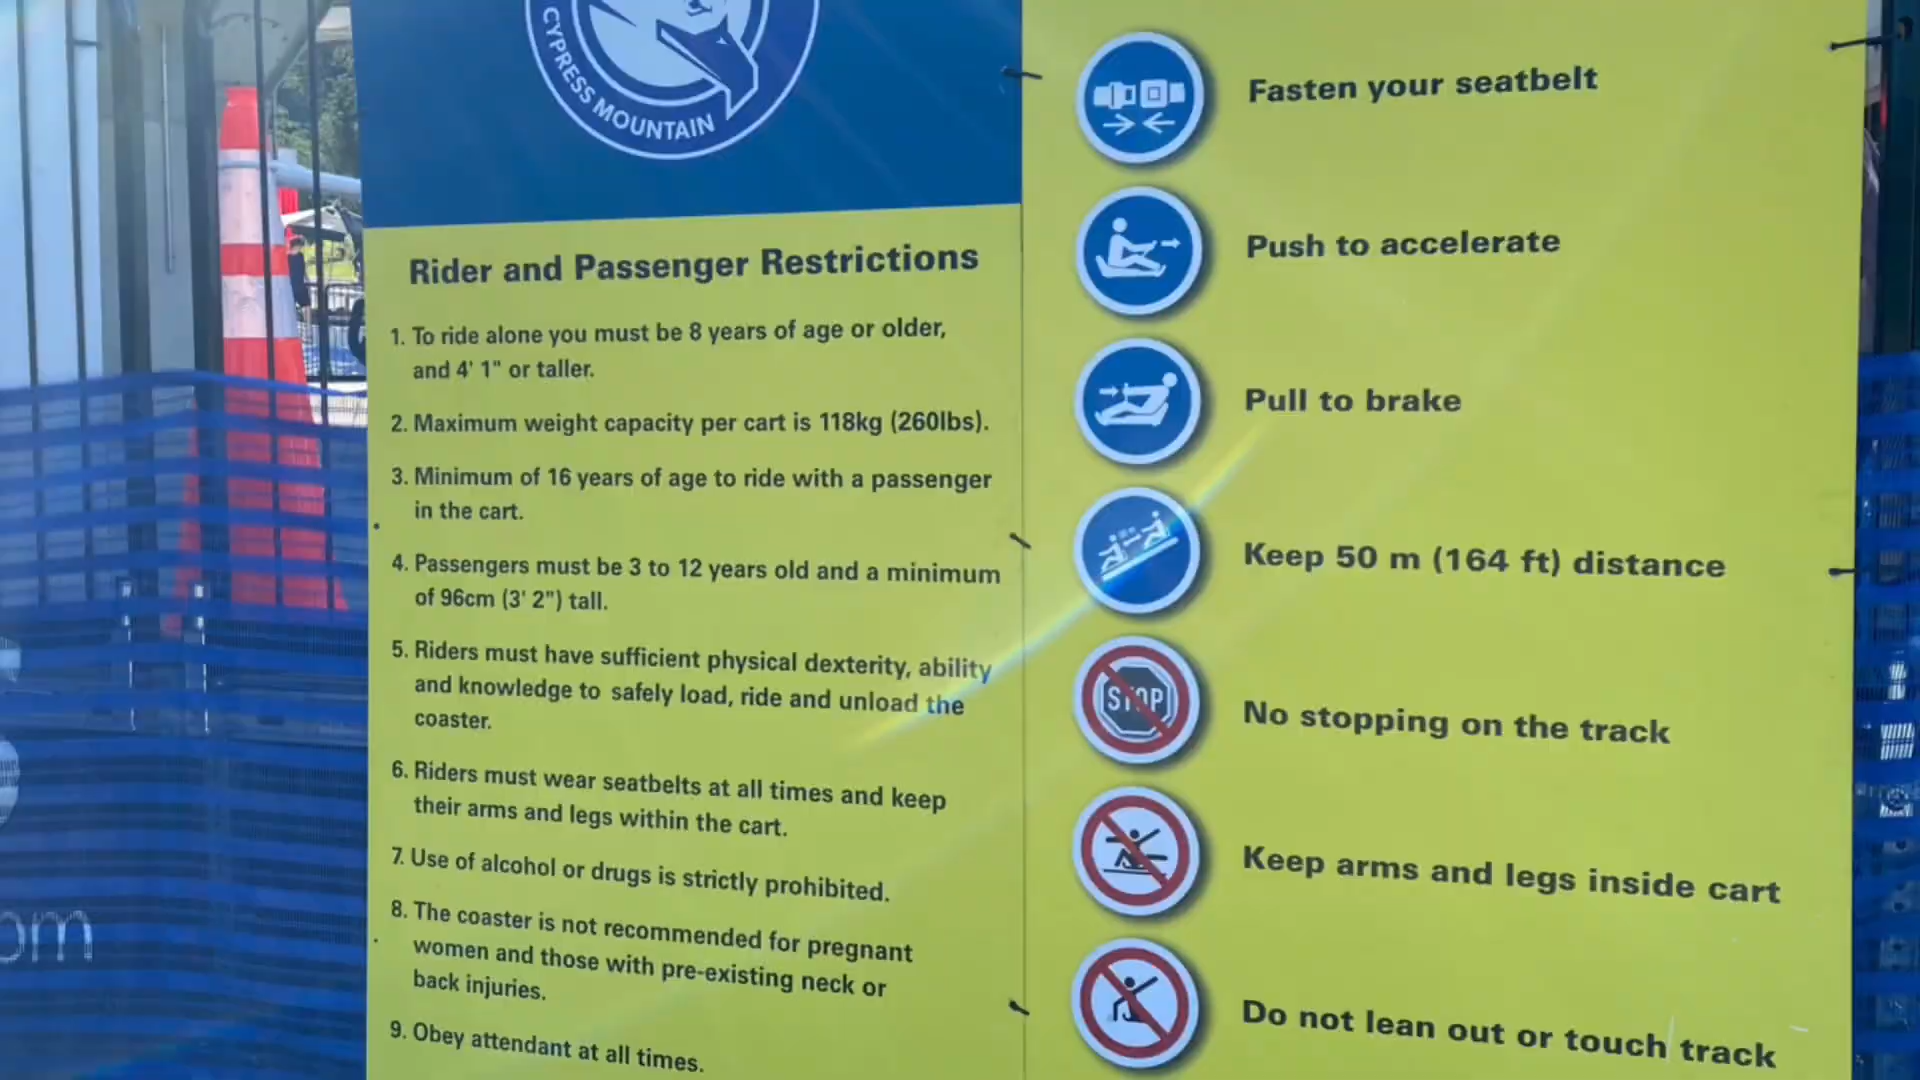 CYPRESS MOUNTAIN
Rider and Passenger Restrictions
1. To ride alone you must be 8 years of age or older,
and 4' 1" or taller.
2. Maximum weight capacity per cart is 118kg (260lbs).
3. Minimum of 16 years of age to ride with a passenger
in the cart.
4. Passengers must be 3 to 12 years old and a minimum
of 96cm (3' 2") tall.
5. Riders must have sufficient physical dexterity, ability
and knowledge to safely load, ride and unload the
coaster.
6. Riders must wear seatbelts at all times and keep
their arms and legs within the cart.
7. Use of alcohol or drugs is strictly prohibited.
8. The coaster is not recommended for pregnant
women and those with pre-existing neck or
back injuries.
9. Obey attendant at all times.
Fasten your seatbelt
Push to accelerate
Pull to brake
Keep 50 m (164 ft) distance
STOP
No stopping on the track
Keep arms and legs inside cart
Do not lean out or touch track
om